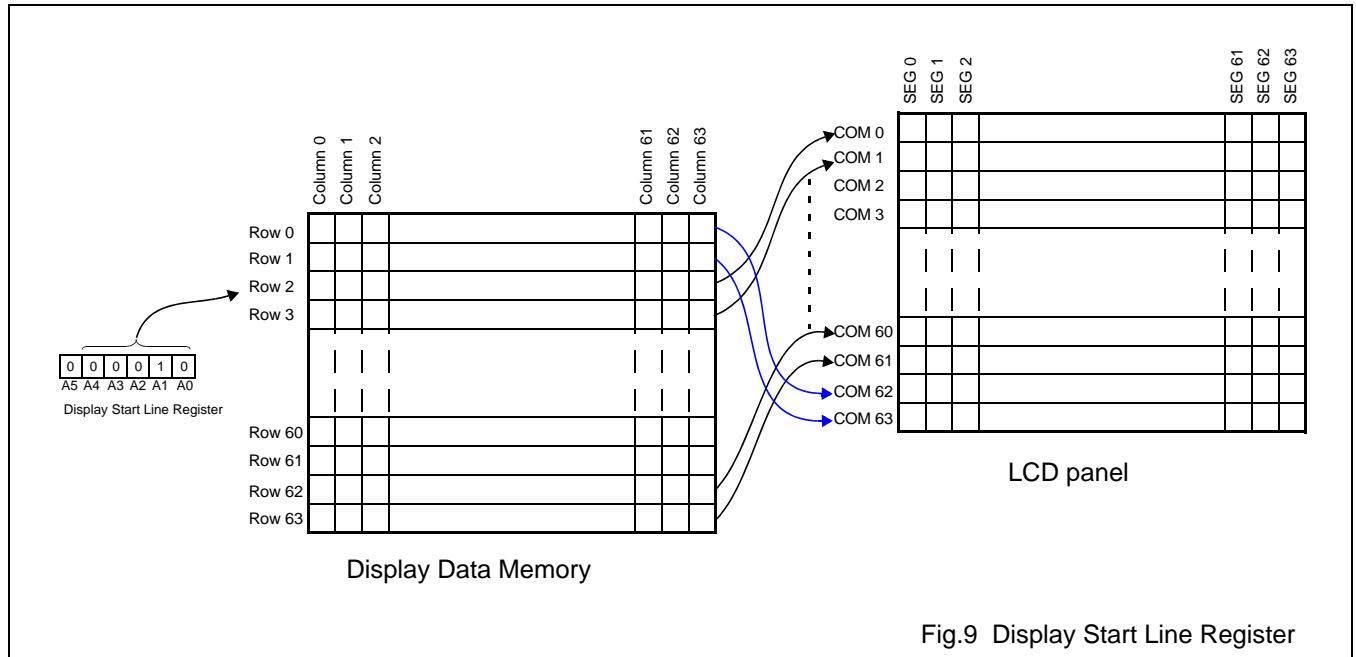 SEG 0
SEG 1
SEG 2
SEG 61
SEG 62
SEG 63
COM 0
COM 1
COM 2
COM 3
COM 60
COM 61
COM 62
COM 63
LCD panel
Column 0
Column 1
Column 2
Column 61
Column 62
Column 63
Row 0
Row 1
Row 2
Row 3
Row 60
Row 61
Row 62
Row 63
Display Data Memory
0 0 0 0 1 0
A5 A4 A3 A2 A1 A0
Display Start Line Register
Fig.9 Display Start Line Register